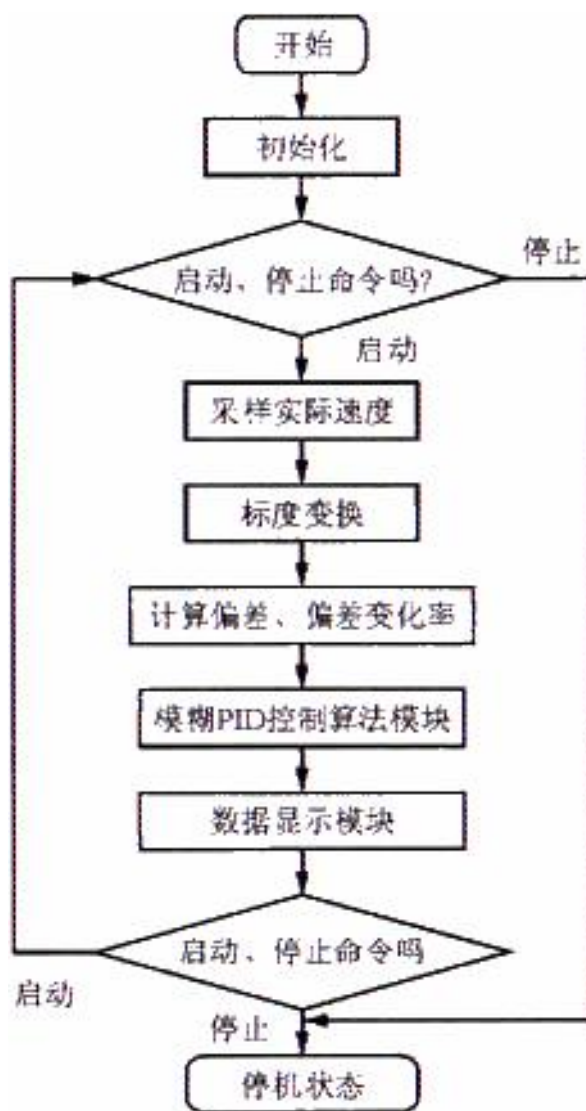 开始
初始化
停止
启动、停止命令吗?
启动
采样实际速度
标度变换
计算偏差、偏差变化率
模糊PID控制算法模块
数据显示模块
启动、停止命令吗
启动
停止
停机状态